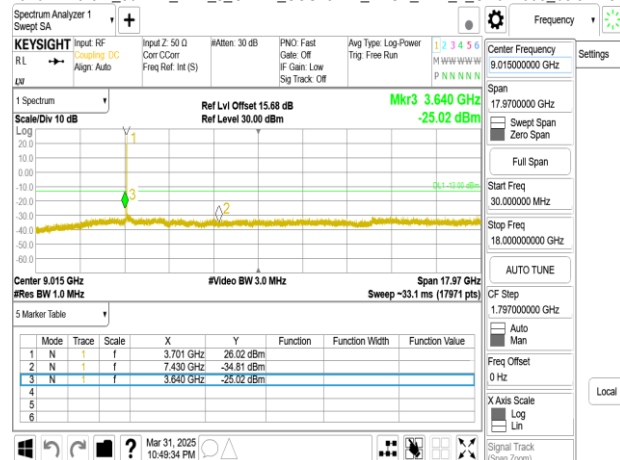 Spectrum Analyzer 1
Swept SA
Frequency
KEYSIGHT
RL
Input: RF
Coupling: DC
Align: Auto
Input Z: 50 Ω
Corr CCorr
Freq Ref: Int (S)
#Atten: 30 dB
PNO: Fast
Gate: Off
IF Gain: Low
Sig Track: Off
Avg Type: Log-Power
Trig: Free Run
1 2 3 4 5 6
M W W W W W
P N N N N N
Center Frequency
9.015000000 GHz
Settings
Span
17.9700000 GHz
Swept Span
Zero Span
Full Span
Start Freq
30.000000 MHz
Stop Freq
18.000000000 GHz
AUTO TUNE
CF Step
1.797000000 GHz
Auto
Man
Freq Offset
0 Hz
X Axis Scale
Log
Lin
Local
Signal Track
(Span Zoom)
1 Spectrum
Scale/Div 10 dB
Ref Lvl Offset 15.68 dB
Ref Level 30.00 dBm
Mkr3 3.640 GHz
-25.02 dBm
Log
20.0
10.0
0.00
-10.0
-20.0
-30.0
-40.0
-50.0
-60.0
1
2
3
DL1 -13.00 dBm
Center 9.015 GHz
#Video BW 3.0 MHz
Span 17.97 GHz
#Res BW 1.0 MHz
Sweep ~33.1 ms (17971 pts)
5 Marker Table
Mode Trace Scale X Y Function Function Width Function Value
1 N 1 f 3.701 GHz 26.02 dBm
2 N 1 f 7.430 GHz -34.81 dBm
3 N 1 f 3.640 GHz -25.02 dBm
4
5
6
Mar 31, 2025
10:49:34 PM